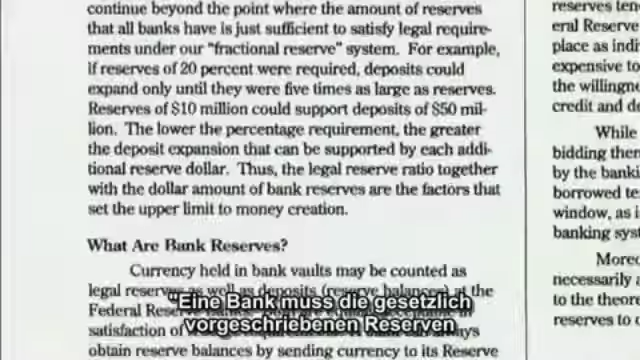 continue beyond the point where the amount of reserves
that all banks have is just sufficient to satisfy legal require-
ments under our "fractional reserve" system. For example,
if reserves of 20 percent were required, deposits could
expand only until they were five times as large as reserves.
Reserves of $10 million could support deposits of $50 mil-
lion. The lower the percentage requirement, the greater
the deposit expansion that can be supported by each addi-
tional reserve dollar. Thus, the legal reserve ratio together
with the dollar amount of bank reserves are the factors that
set the upper limit to money creation.
What Are Bank Reserves?
Currency held in bank vaults may be counted as
legal reserves as well as deposits (reserve balances) at the
Federal Reserve
satisfaction of
obtain reserve balances by sending currency to its Reserve
"Eine Bank muss die gesetzlich
vorgeschriebenen Reserven
reserves
eral Reserve
place as indi
expensive to
the willingne
credit and de
While
bidding then
by the banki
borrowed te
window, as i
banking syst
Moreo
necessarily a
to the theore
reserves to c